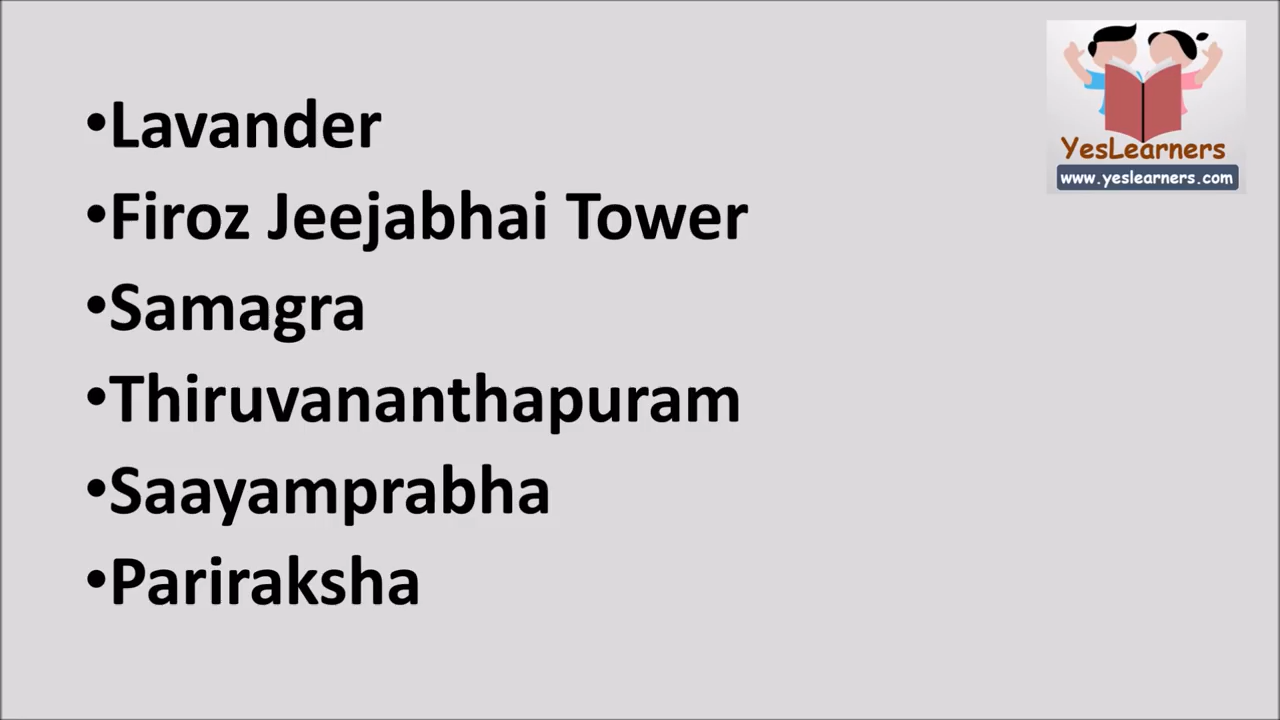 •Lavander
•Firoz Jeejabhai Tower
•Samagra
•Thiruvananthapuram
•Saayamprabha
•Pariraksha
YesLearners
www.yeslearners.com